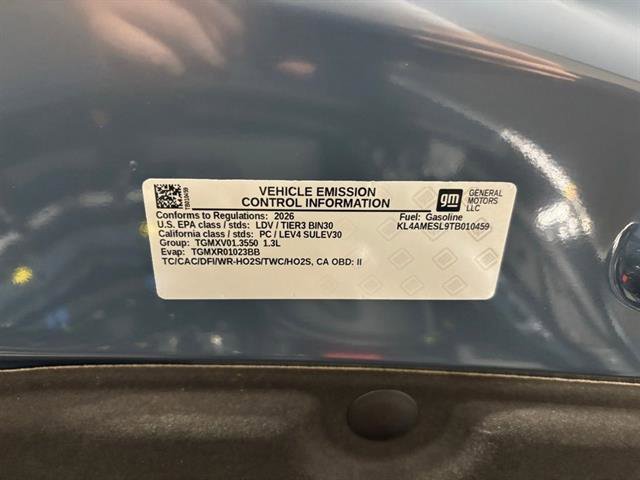 VEHICLE EMISSION
CONTROL INFORMATION
gm
GENERAL
MOTORS
LLC
TB010459
Conforms to Regulations: 2026
Fuel: Gasoline
U.S. EPA class / stds: LDV / TIER3 BIN30
KL4AMESL9TB010459
California class / stds: PC / LEV4 SULEV30
Group: TGMXV01.3550 1.3L
Evap: TGMXR01023BB
TC/CAC/DFI/WR-HO2S/TWC/HO2S, CA OBD: II